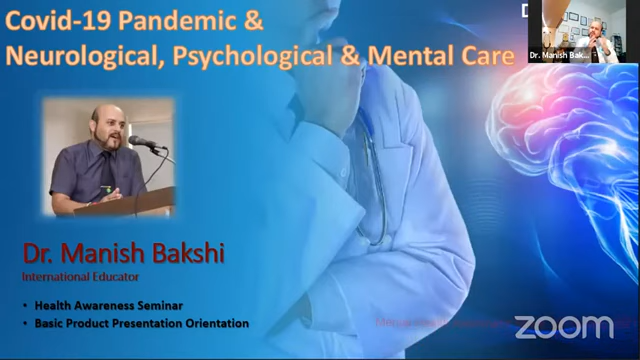 Covid-19 Pandemic &
Neurological, Psychological & Mental Care
D
Dr. Manish Bak...
Dr. Manish Bakshi
International Educator
• Health Awareness Seminar
• Basic Product Presentation Orientation
zoom